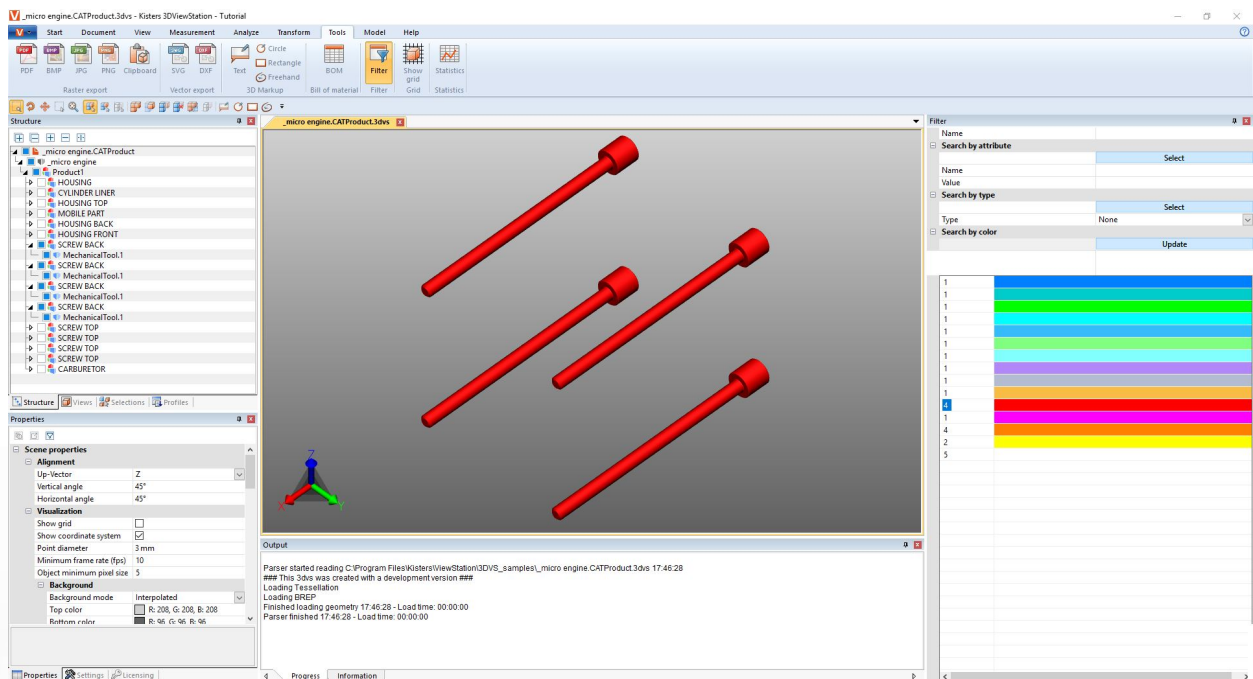 _micro engine.CATProduct.3dvs - Kisters 3DViewStation - Tutorial
Start Document View Measurement Analyze Transform Tools Model Help
PDF BMP JPG PNG Clipboard SVG DXF Text Circle Rectangle Freehand BOM Filter Show grid Statistics
Raster export Vector export 3D Markup Bill of material Filter Grid Statistics
Structure
_micro engine.CATProduct
_micro engine
Product1
HOUSING
CYLINDER LINER
HOUSING TOP
MOBILE PART
HOUSING BACK
HOUSING FRONT
SCREW BACK
MechanicalTool.1
SCREW BACK
MechanicalTool.1
SCREW BACK
MechanicalTool.1
SCREW BACK
MechanicalTool.1
SCREW TOP
SCREW TOP
SCREW TOP
SCREW TOP
CARBURETOR
Structure Views Selections Profiles
Properties
Scene properties
Alignment
Up-Vector Z
Vertical angle 45°
Horizontal angle 45°
Visualization
Show grid
Show coordinate system
Point diameter 3 mm
Minimum frame rate (fps) 10
Object minimum pixel size 5
Background
Background mode Interpolated
Top color R: 208, G: 208, B: 208
Bottom color R: 96, G: 96, B: 96
Properties Settings Licensing
_micro engine.CATProduct.3dvs
Z
X
Y
Output
Parser started reading C:\Program Files\Kisters\ViewStation\3DVS_samples\_micro engine.CATProduct.3dvs 17:46:28
### This 3dvs was created with a development version ###
Loading Tessellation
Loading BREP
Finished loading geometry 17:46:28 - Load time: 00:00:00
Parser finished 17:46:28 - Load time: 00:00:00
Progress Information
Filter
Name
Search by attribute
Select
Name
Value
Search by type
Select
Type None
Search by color
Update
1
1
1
1
1
1
1
1
1
1
4
1
4
2
5